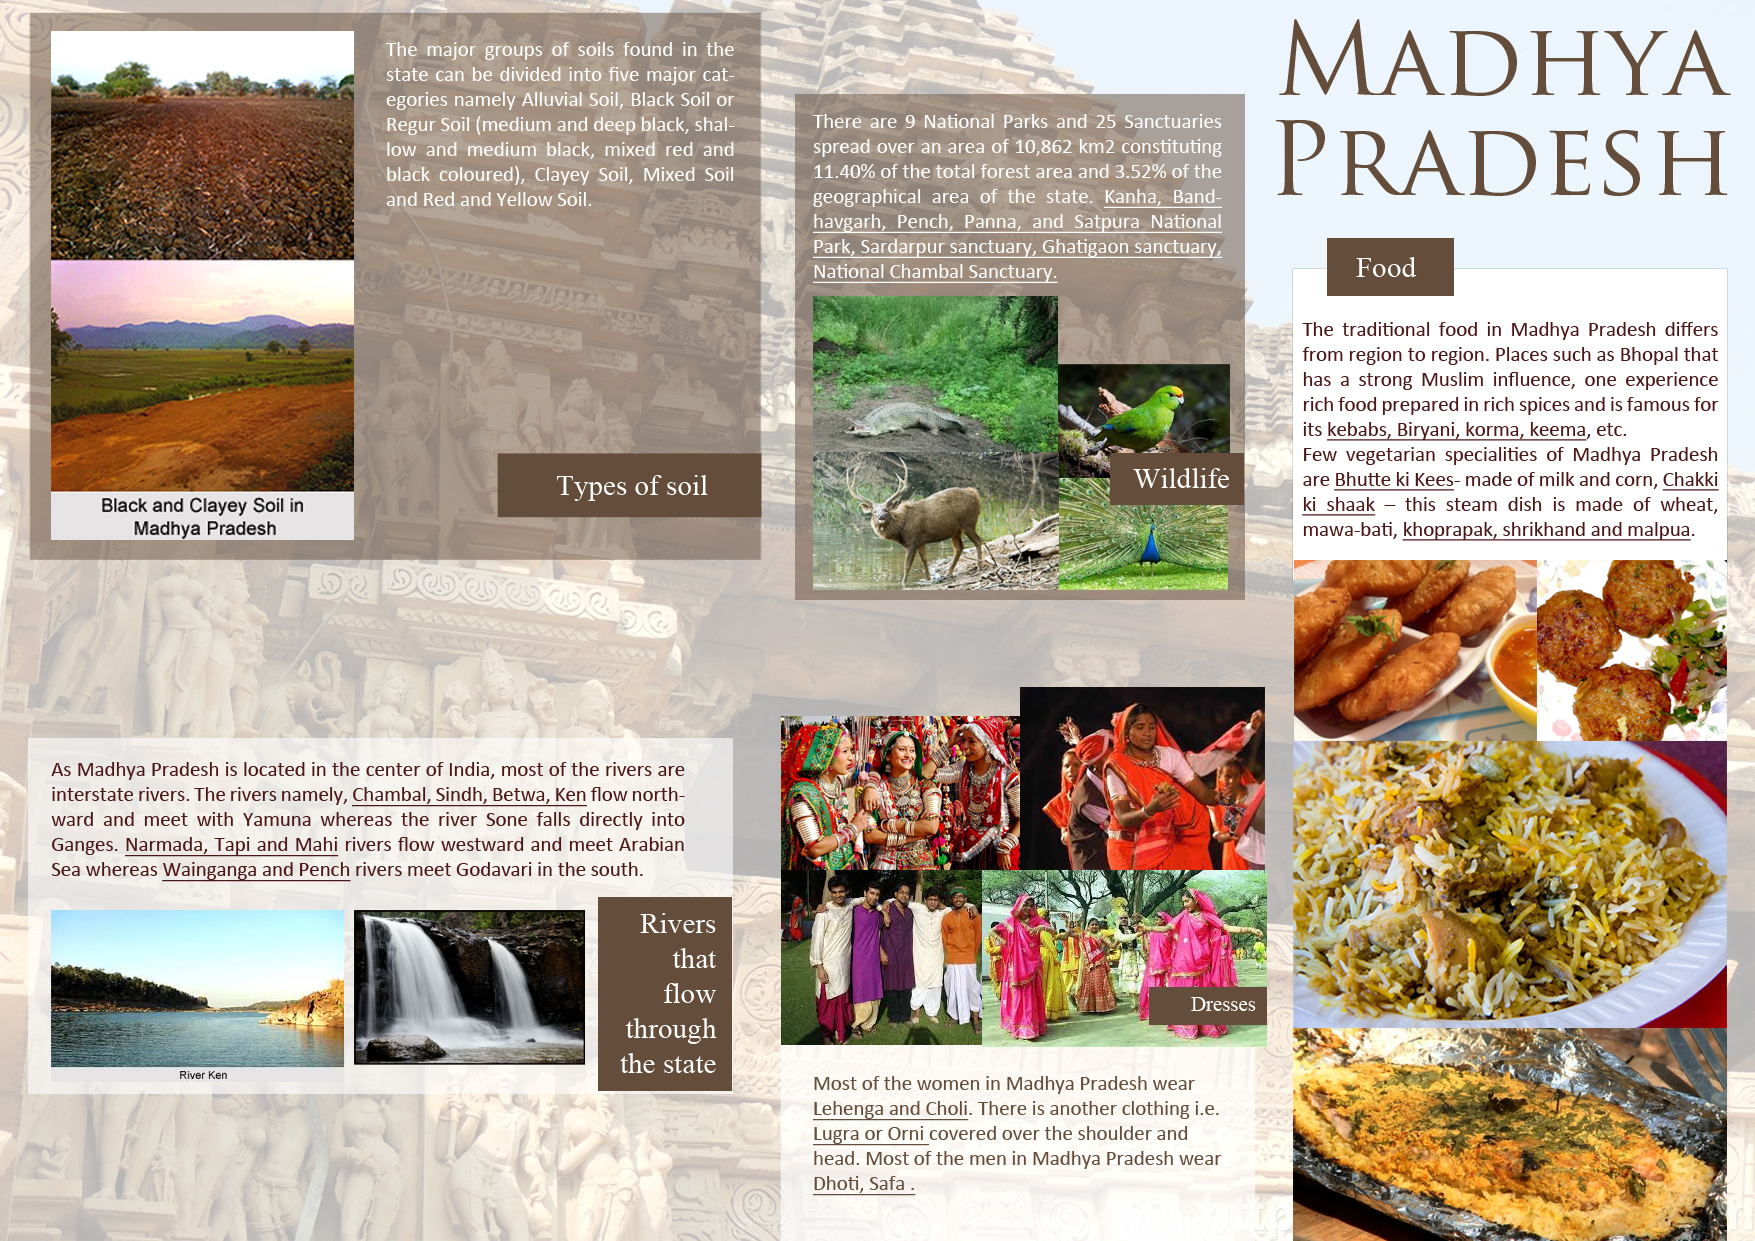 MADHYA
PRADESH
The major groups of soils found in the
state can be divided into five major cat-
egories namely Alluvial Soil, Black Soil or
Regur Soil (medium and deep black, shal-
low and medium black, mixed red and
black coloured), Clayey Soil, Mixed Soil
and Red and Yellow Soil.
Black and Clayey Soil in
Madhya Pradesh
Types of soil
There are 9 National Parks and 25 Sanctuaries
spread over an area of 10,862 km2 constituting
11.40% of the total forest area and 3.52% of the
geographical area of the state. Kanha, Band-
havgarh, Pench, Panna, and Satpura National
Park, Sardarpur sanctuary, Ghatigaon sanctuary,
National Chambal Sanctuary.
Wildlife
Food
The traditional food in Madhya Pradesh differs
from region to region. Places such as Bhopal that
has a strong Muslim influence, one experience
rich food prepared in rich spices and is famous for
its kebabs, Biryani, korma, keema, etc.
Few vegetarian specialities of Madhya Pradesh
are Bhutte ki Kees- made of milk and corn, Chakki
ki shaak – this steam dish is made of wheat,
mawa-bati, khoprapak, shrikhand and malpua.
As Madhya Pradesh is located in the center of India, most of the rivers are
interstate rivers. The rivers namely, Chambal, Sindh, Betwa, Ken flow north-
ward and meet with Yamuna whereas the river Sone falls directly into
Ganges. Narmada, Tapi and Mahi rivers flow westward and meet Arabian
Sea whereas Wainganga and Pench rivers meet Godavari in the south.
River Ken
Rivers
that
flow
through
the state
Dresses
Most of the women in Madhya Pradesh wear
Lehenga and Choli. There is another clothing i.e.
Lugra or Orni covered over the shoulder and
head. Most of the men in Madhya Pradesh wear
Dhoti, Safa .